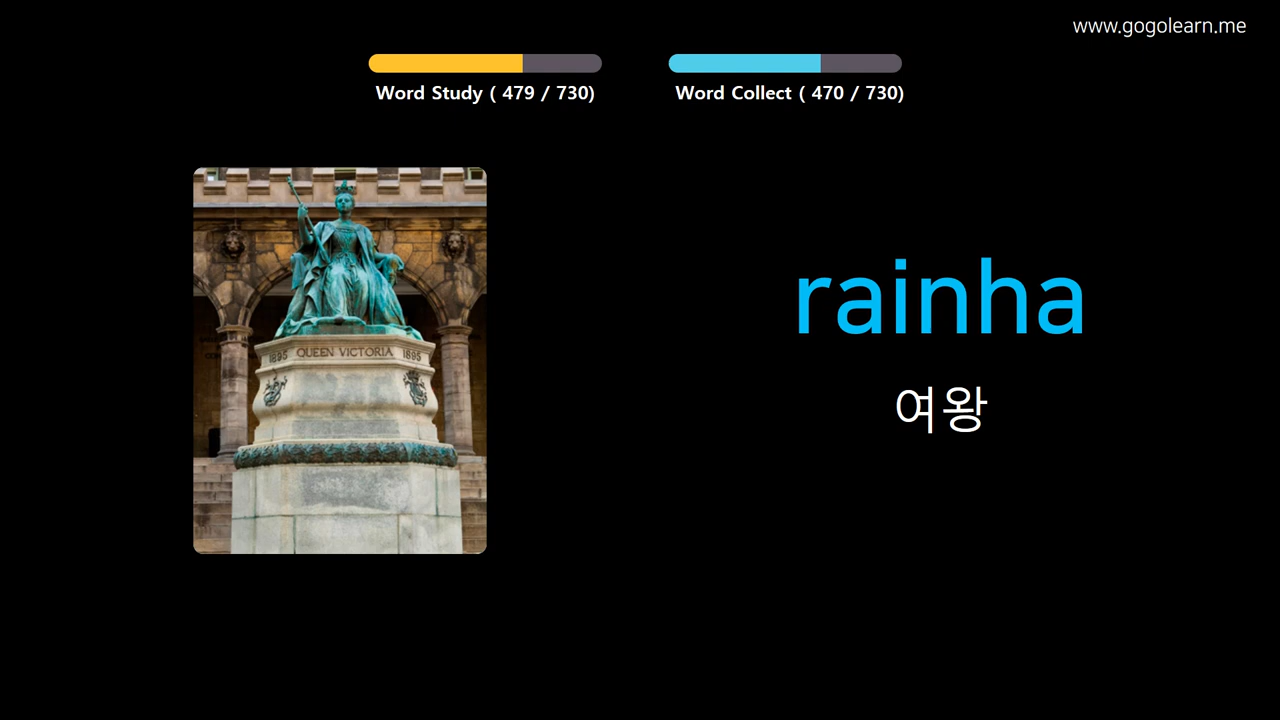 www.gogolearn.me
Word Study ( 479 / 730)
Word Collect ( 470 / 730)
rainha
여왕
1895 QUEEN VICTORIA 1895